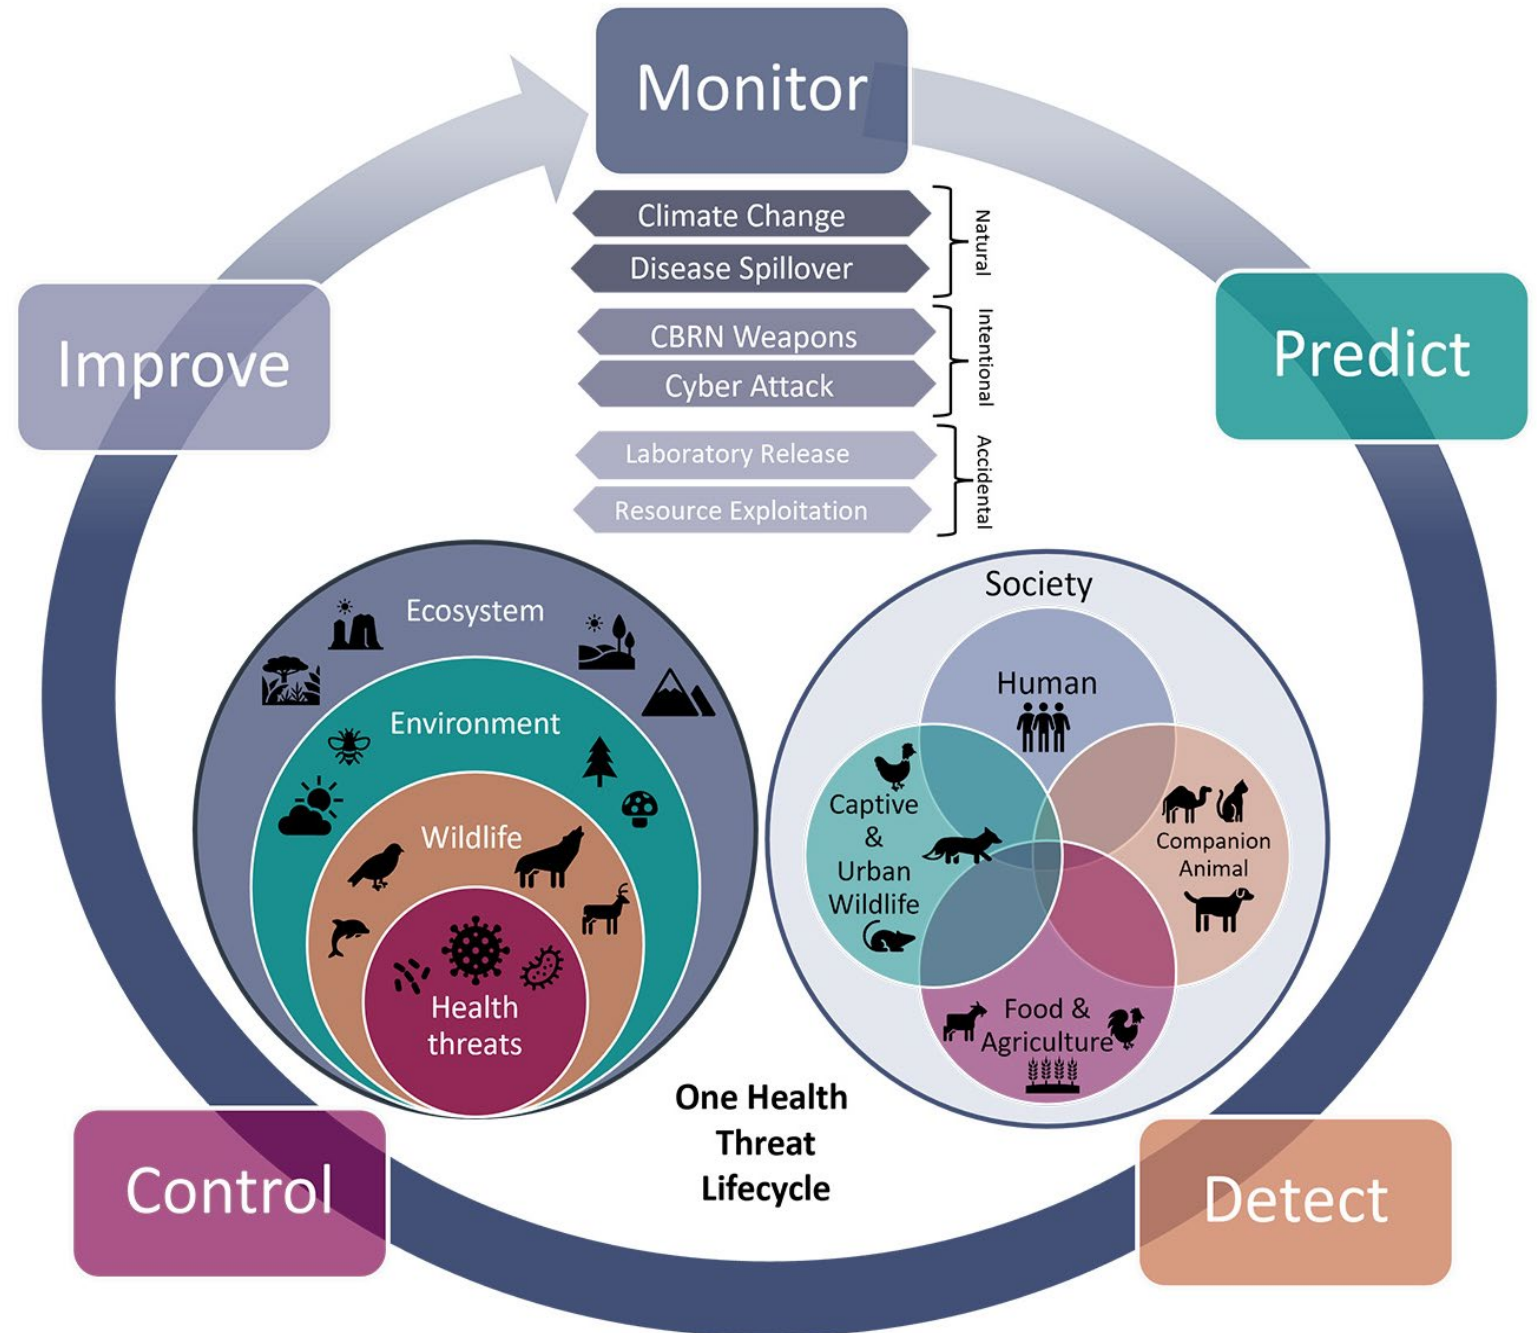 Monitor
Climate Change
Disease Spillover
Natural
CBRN Weapons
Cyber Attack
Intentional
Laboratory Release
Resource Exploitation
Accidental
Improve
Predict
Ecosystem
Environment
Wildlife
Health
threats
Society
Human
Captive
&
Urban
Wildlife
Companion
Animal
Food &
Agriculture
One Health
Threat
Lifecycle
Control
Detect